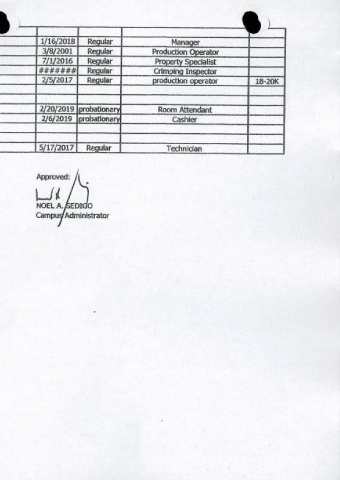 1/16/2018 Regular Manager
3/8/2001 Regular Production Operator
7/1/2016 Regular Property Specialist
####### Regular Crimping Inspector
2/5/2017 Regular production operator 18-20K
2/20/2019 probationary Room Attendant
2/6/2019 probationary Cashier
5/17/2017 Regular Technician
Approved:
NOEL A. SEDIGO
Campus Administrator